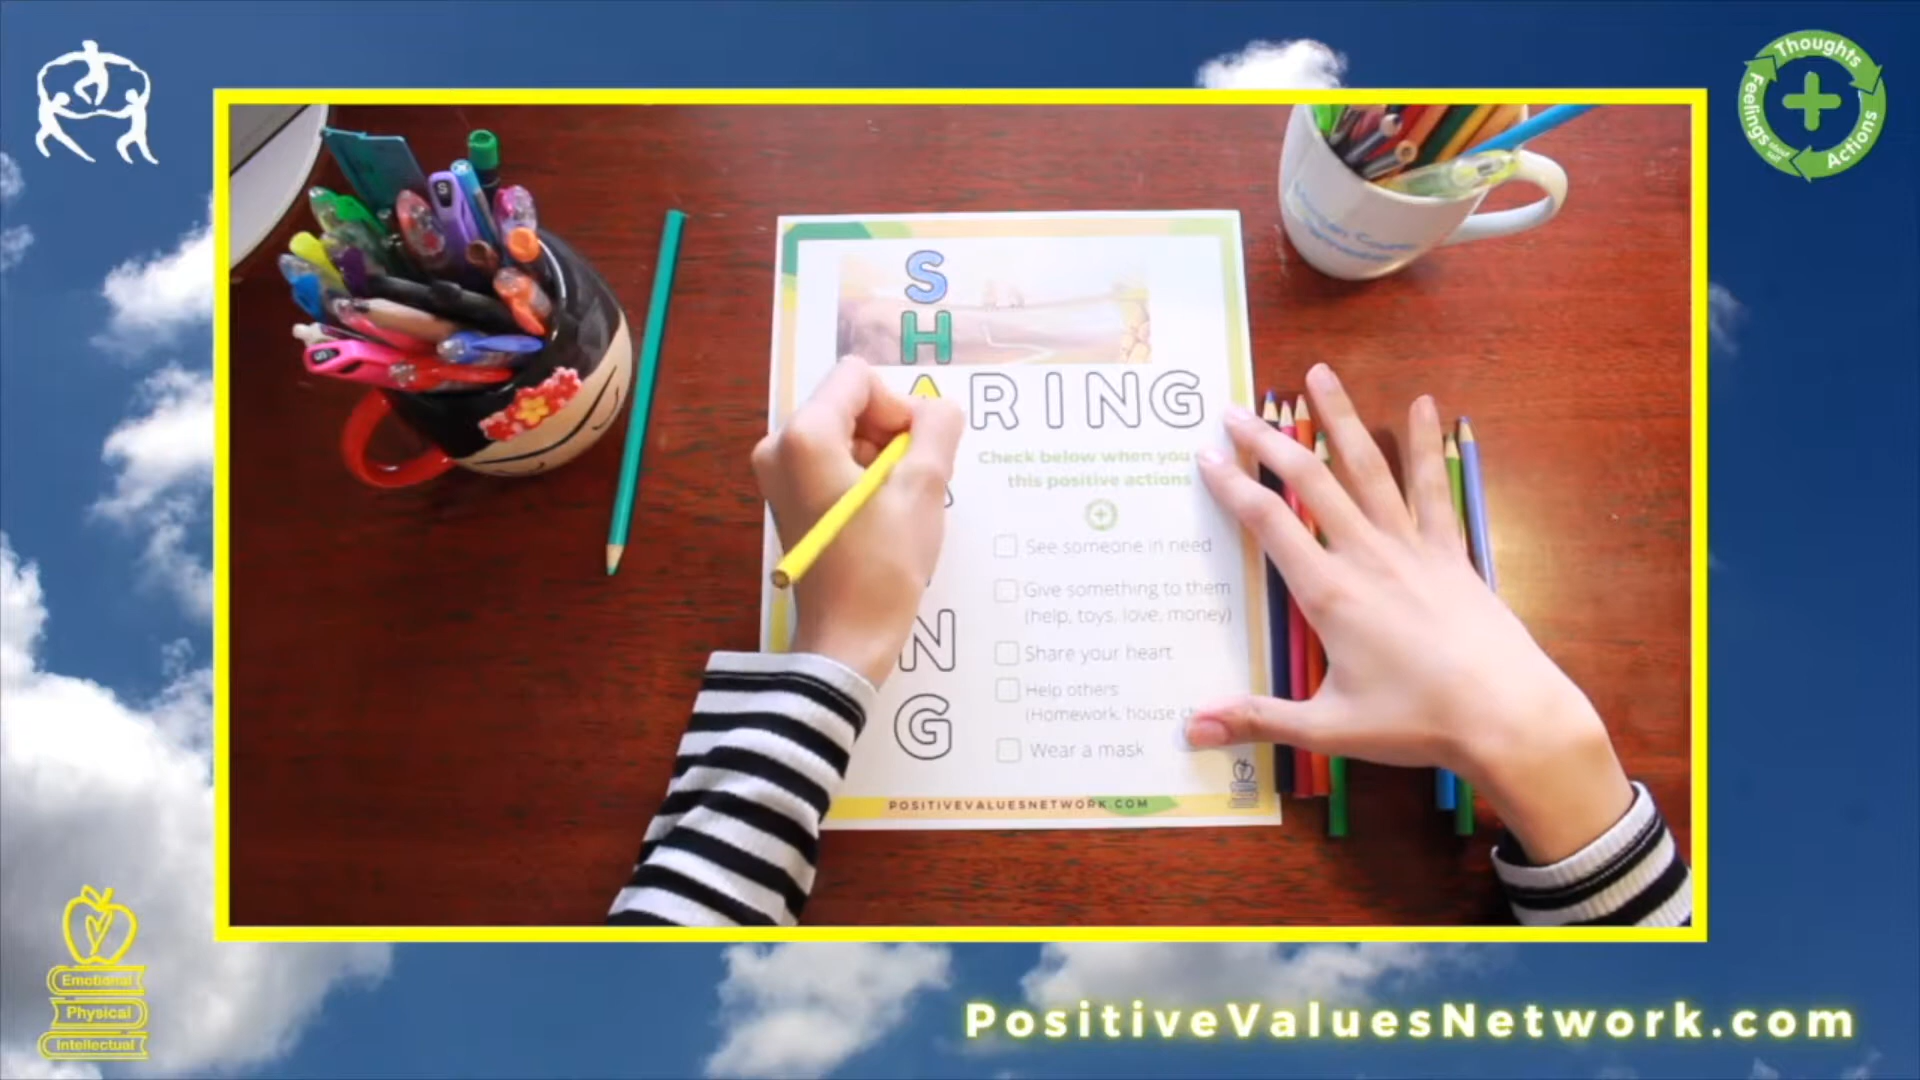 Thoughts
Actions
Feelings about self
S
H
A
RING
Check below when you
this positive actions
See someone in need
Give something to them
(help, toys, love, money)
Share your heart
Help others
(Homework, house
Wear a mask
N
G
POSITIVEVALUESNETWORK.COM
S
S
Emotional
Physical
Intellectual
PositiveValuesNetwork.com